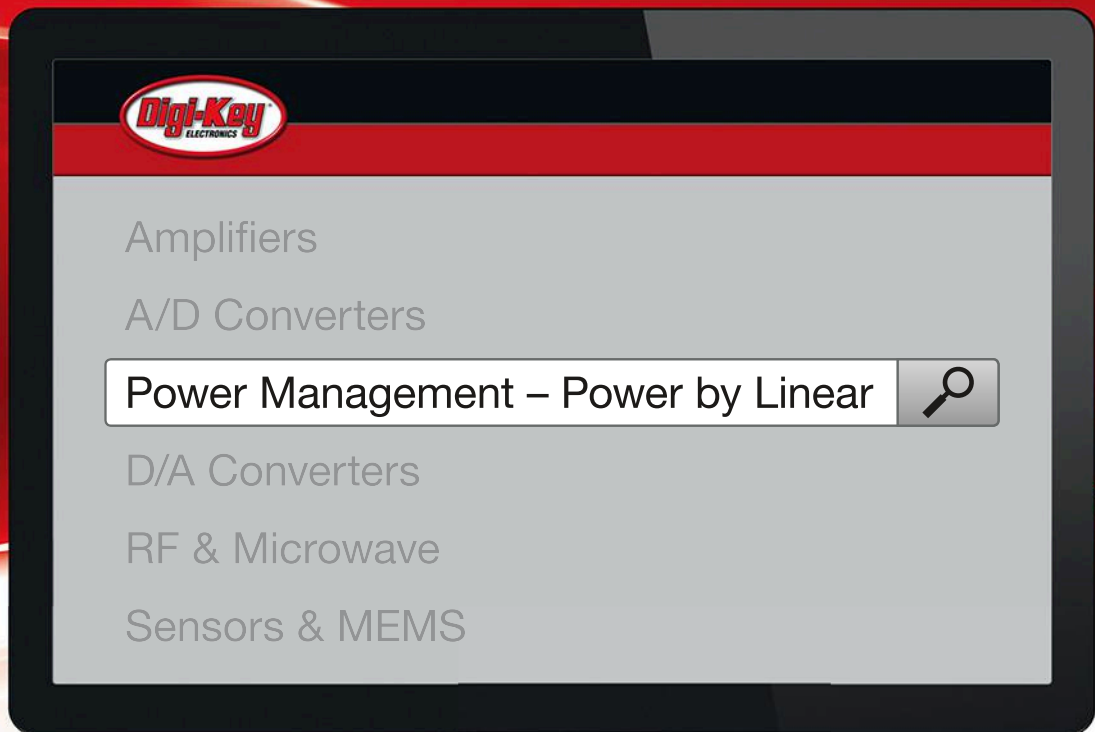 Digi-Key
ELECTRONICS
Amplifiers
A/D Converters
Power Management – Power by Linear
D/A Converters
RF & Microwave
Sensors & MEMS